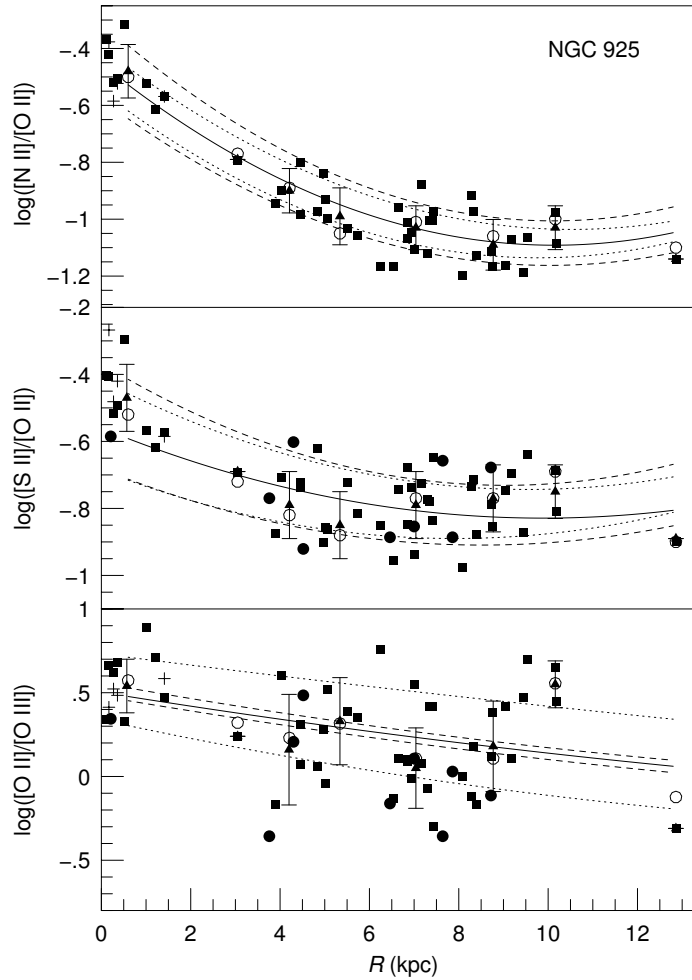 NGC 925
log([N II]/[O II])
-.4
-.6
-.8
-1
-1.2
log([S II]/[O II])
-.2
-.4
-.6
-.8
-1
log([O II]/[O III])
1
.5
0
-.5
0 2 4 6 8 10 12
R (kpc)